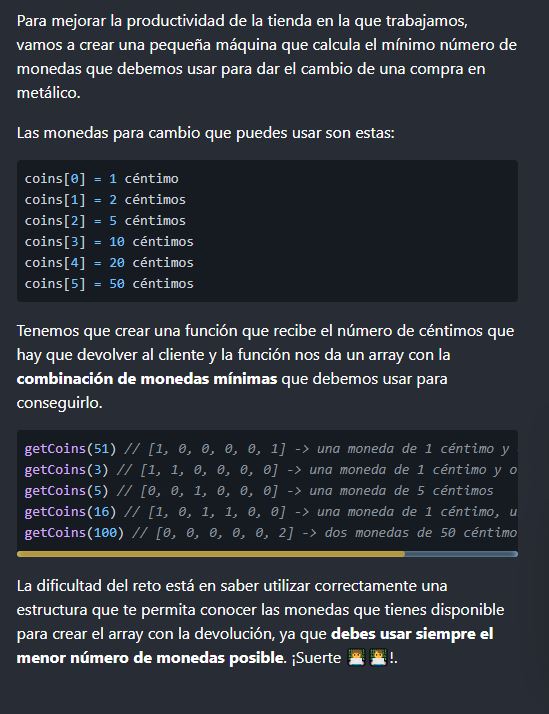 Para mejorar la productividad de la tienda en la que trabajamos,
vamos a crear una pequeña máquina que calcula el mínimo número de
monedas que debemos usar para dar el cambio de una compra en
metálico.
Las monedas para cambio que puedes usar son estas:
coins[0] = 1 céntimo
coins[1] = 2 céntimos
coins[2] = 5 céntimos
coins[3] = 10 céntimos
coins[4] = 20 céntimos
coins[5] = 50 céntimos
Tenemos que crear una función que recibe el número de céntimos que
hay que devolver al cliente y la función nos da un array con la
combinación de monedas mínimas que debemos usar para
conseguirlo.
getCoins(51) // [1, 0, 0, 0, 0, 1] -> una moneda de 1 céntimo y
getCoins(3) // [1, 1, 0, 0, 0, 0] -> una moneda de 1 céntimo y o
getCoins(5) // [0, 0, 1, 0, 0, 0] -> una moneda de 5 céntimos
getCoins(16) // [1, 0, 1, 1, 0, 0] -> una moneda de 1 céntimo, u
getCoins(100) // [0, 0, 0, 0, 0, 2] -> dos monedas de 50 céntimo
La dificultad del reto está en saber utilizar correctamente una
estructura que te permita conocer las monedas que tienes disponible
para crear el array con la devolución, ya que debes usar siempre el
menor número de monedas posible. ¡Suerte 👨‍💻👨‍💻!.